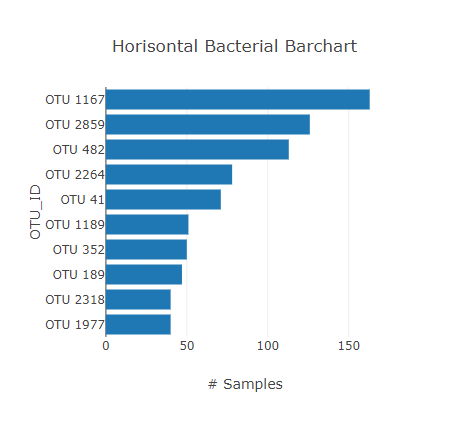 Horisontal Bacterial Barchart
OTU_ID
OTU 1167
OTU 2859
OTU 482
OTU 2264
OTU 41
OTU 1189
OTU 352
OTU 189
OTU 2318
OTU 1977
0 50 100 150
# Samples